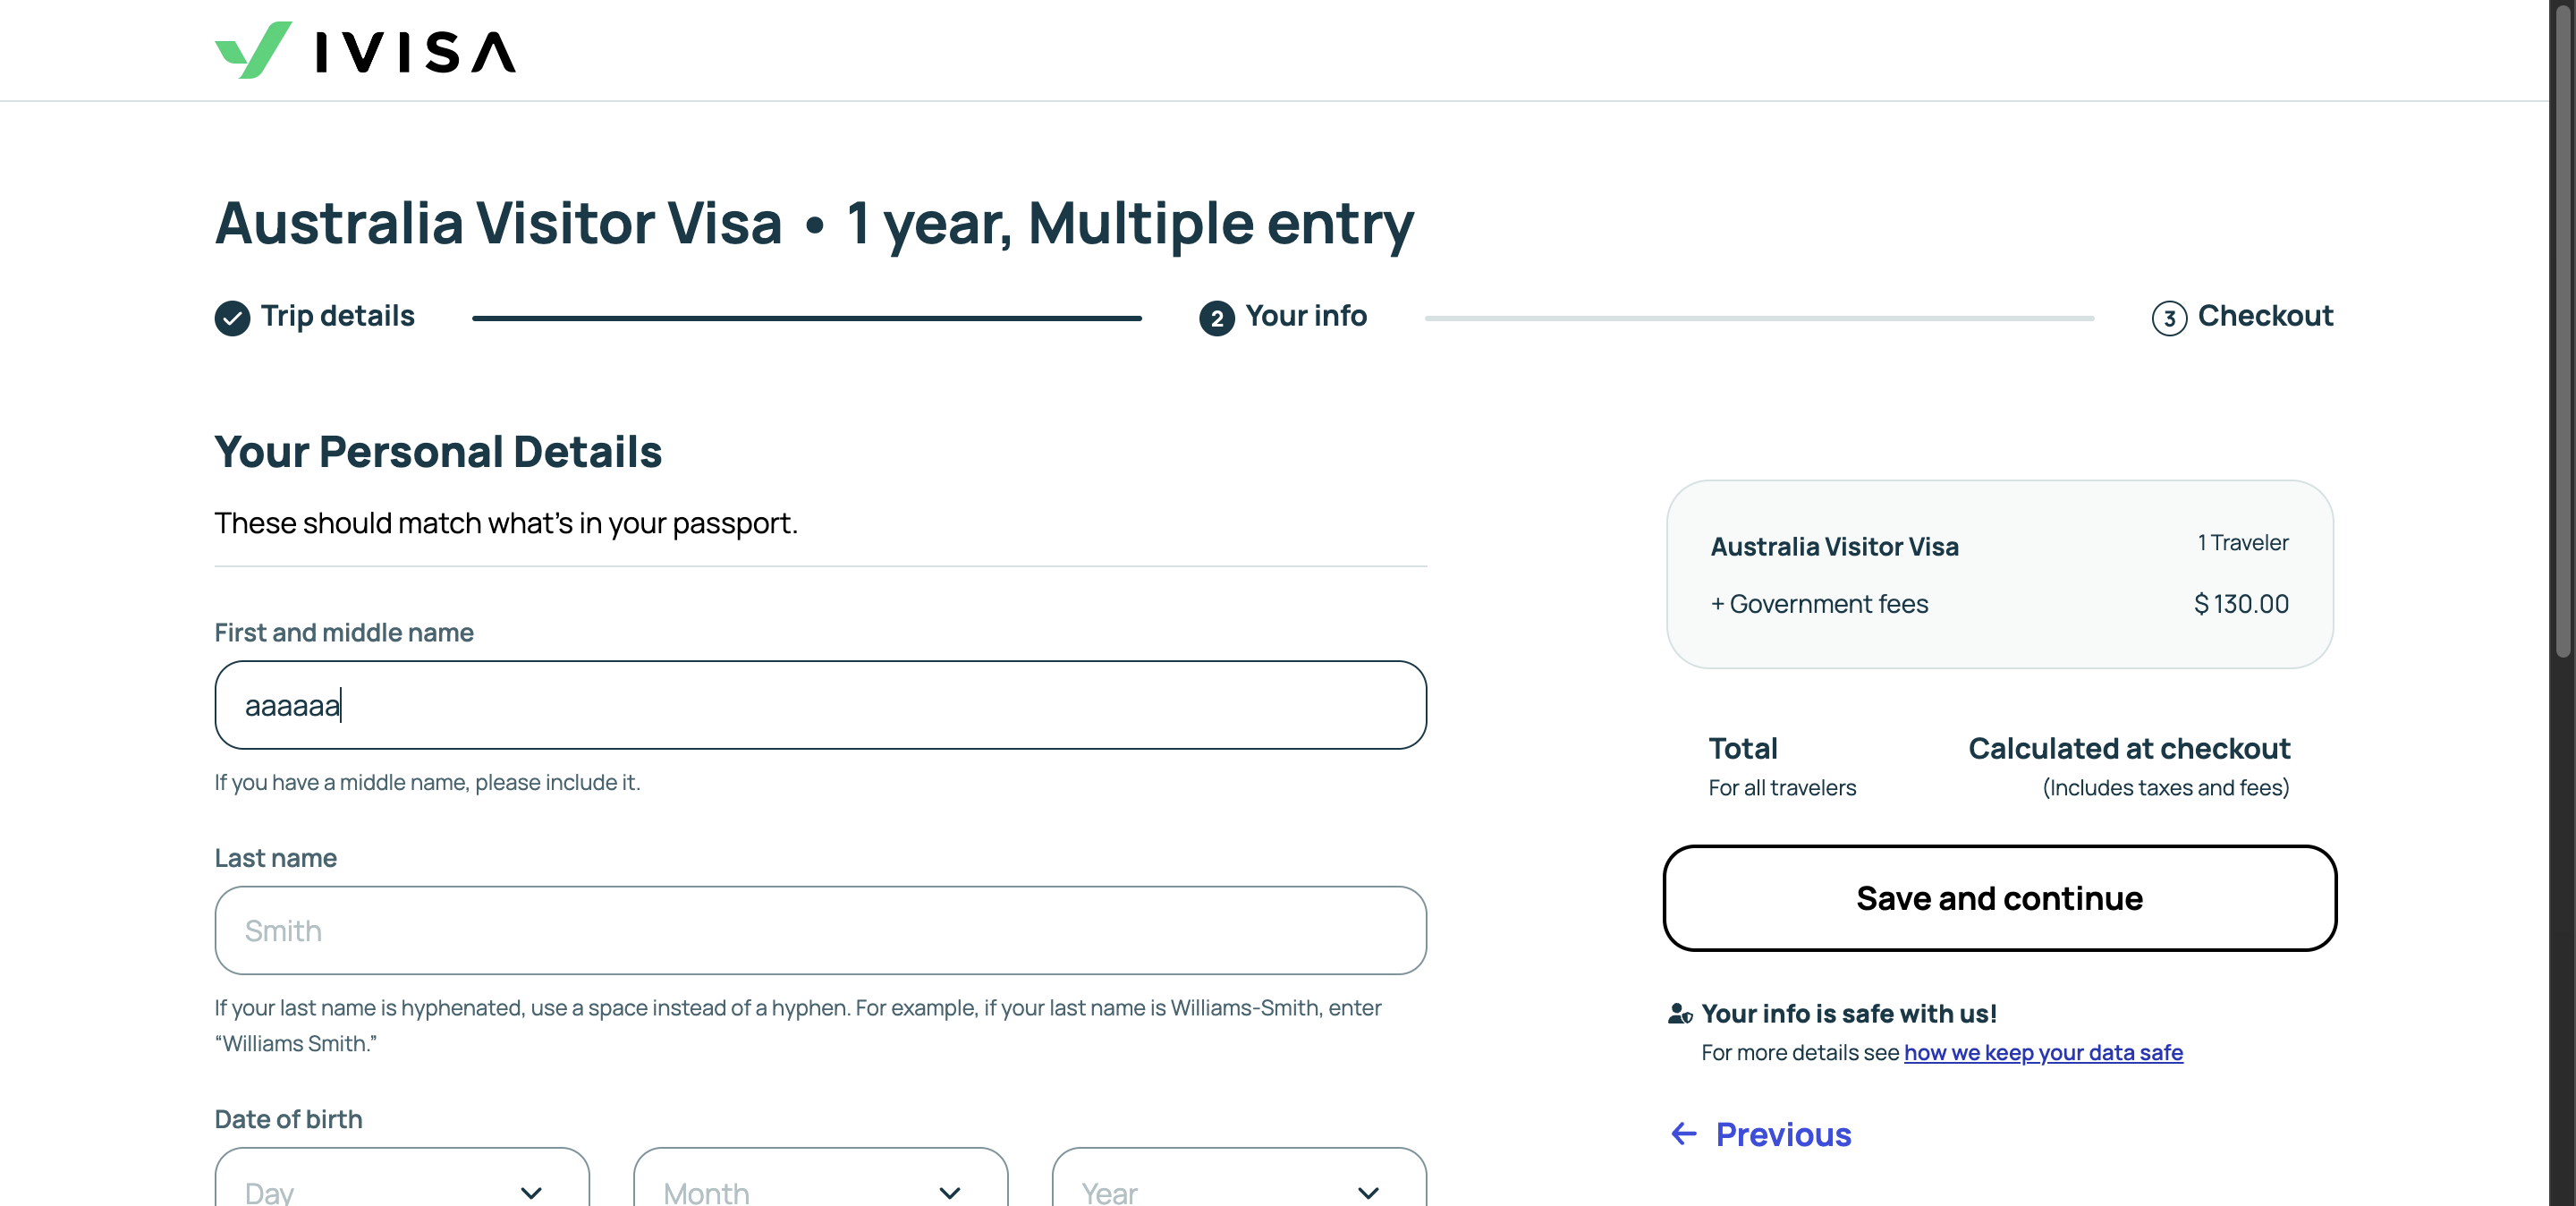 IVISA
Australia Visitor Visa • 1 year, Multiple entry
Trip details
2 Your info
3 Checkout
Your Personal Details
These should match what's in your passport.
First and middle name
aaaaaa
If you have a middle name, please include it.
Last name
Smith
If your last name is hyphenated, use a space instead of a hyphen. For example, if your last name is Williams-Smith, enter
“Williams Smith.”
Date of birth
Day Month Year
Australia Visitor Visa 1 Traveler
+ Government fees $ 130.00
Total Calculated at checkout
For all travelers (Includes taxes and fees)
Save and continue
Your info is safe with us!
For more details see how we keep your data safe
Previous